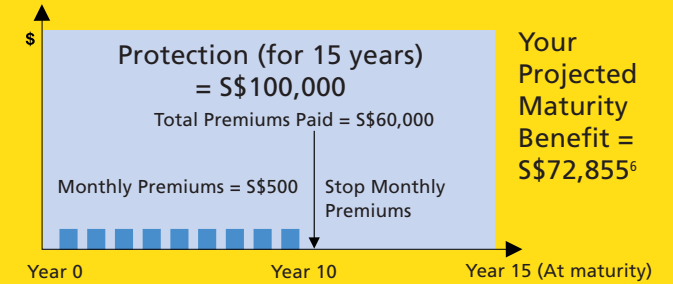 $
Protection (for 15 years)
= S$100,000
Total Premiums Paid = S$60,000
Monthly Premiums = S$500
Stop Monthly
Premiums
Your
Projected
Maturity
Benefit =
S$72,855⁶
Year 0
Year 10
Year 15 (At maturity)